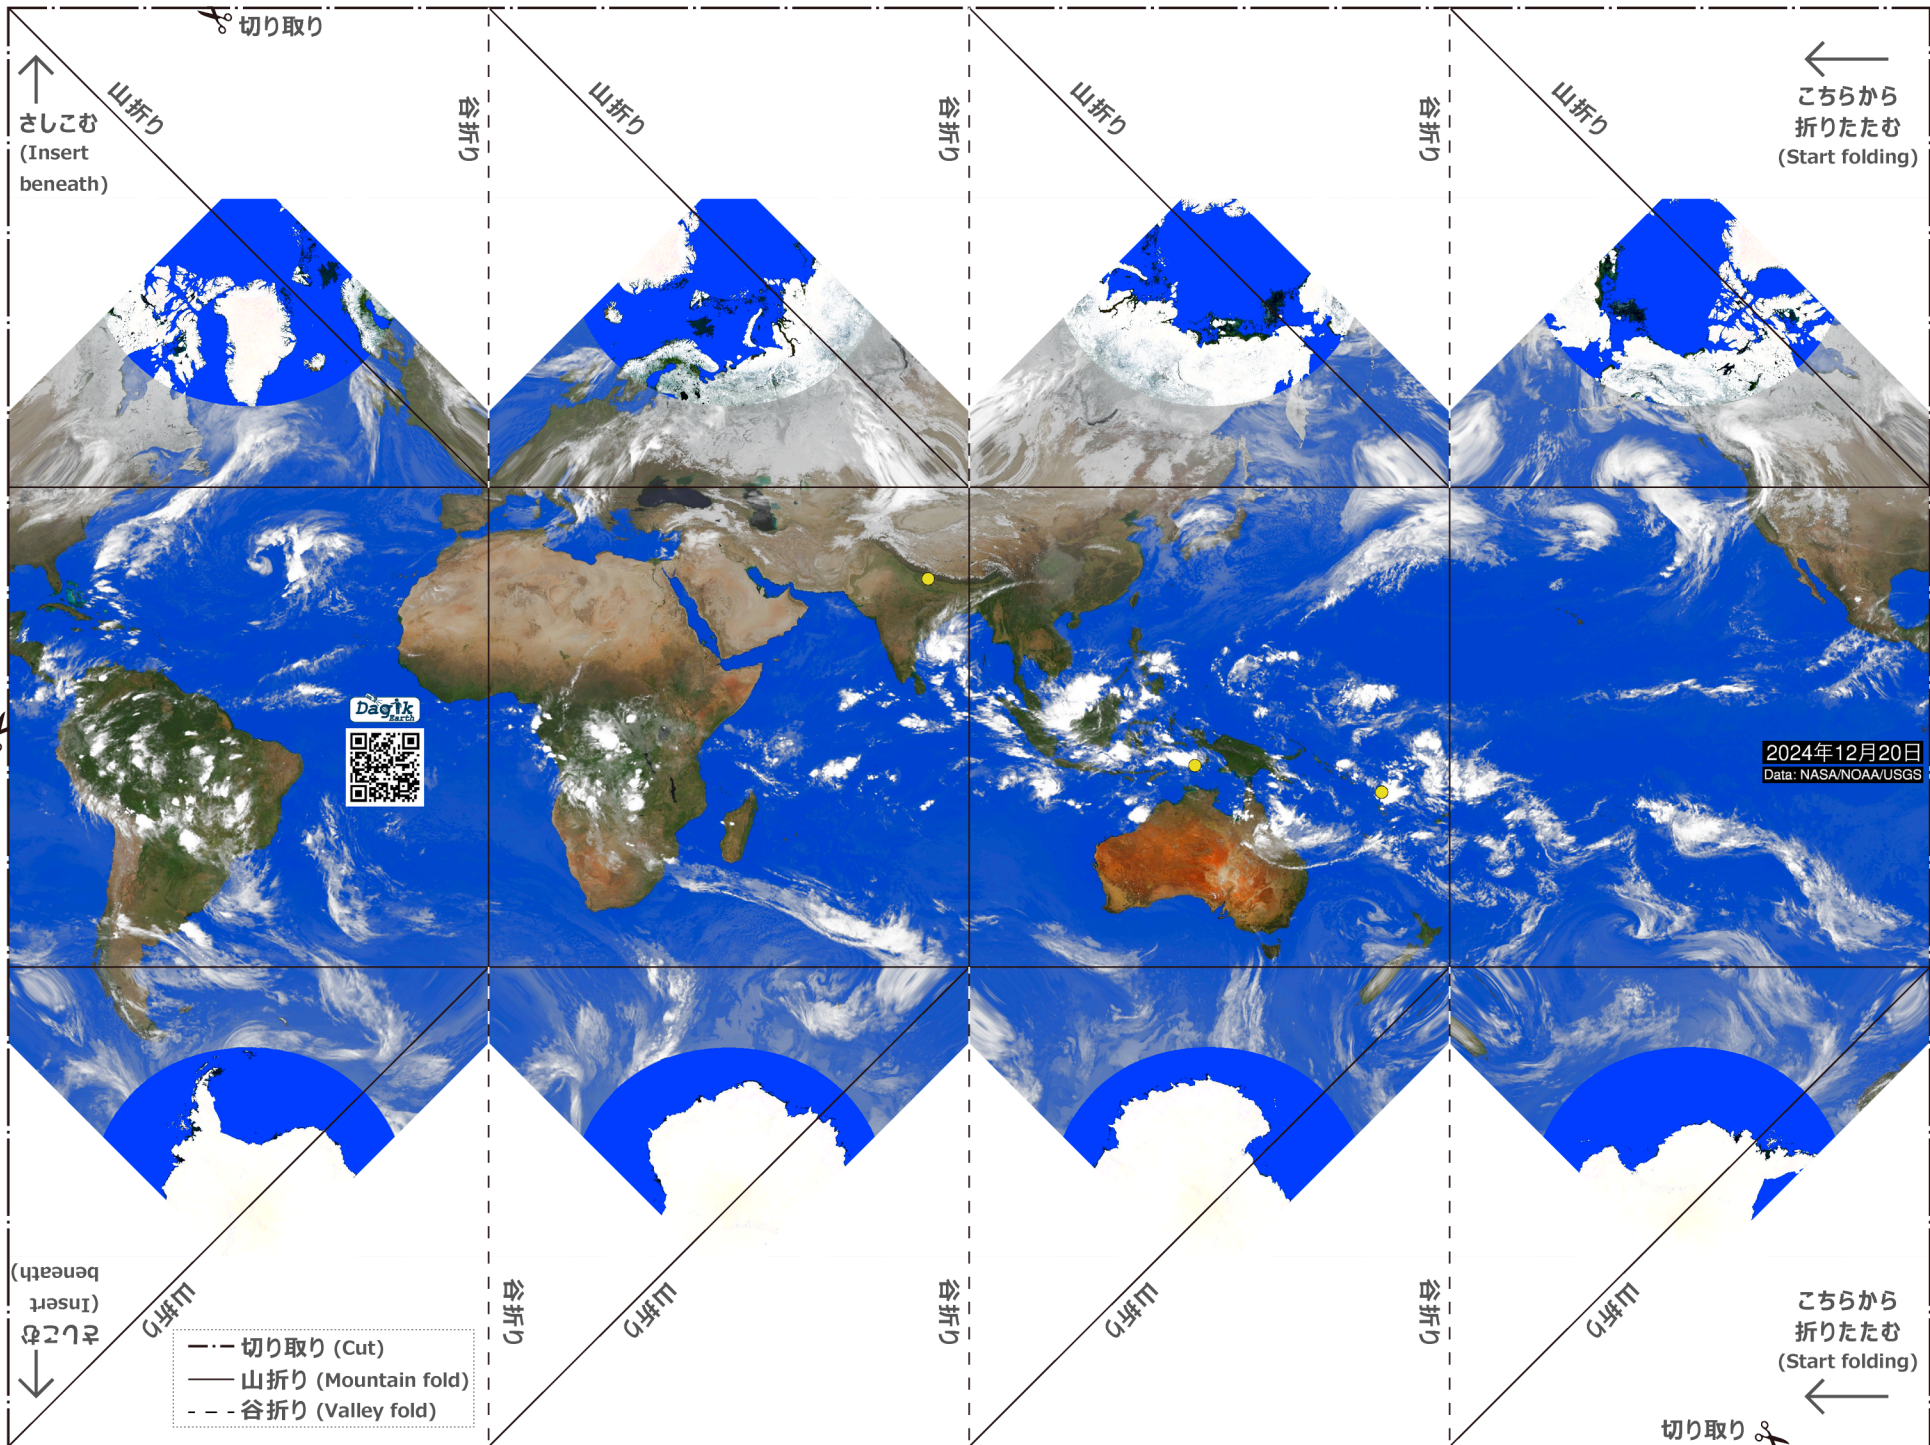 切り取り
山折り
山折り
山折り
山折り
谷折り
谷折り
谷折り
さしこむ
(Insert
beneath)
こちらから
折りたたむ
(Start folding)
Dagik
Earth
2024年12月20日
Data: NASA/NOAA/USGS
さしこむ
(Insert
beneath)
山折り
山折り
山折り
山折り
谷折り
谷折り
谷折り
切り取り (Cut)
山折り (Mountain fold)
谷折り (Valley fold)
こちらから
折りたたむ
(Start folding)
切り取り